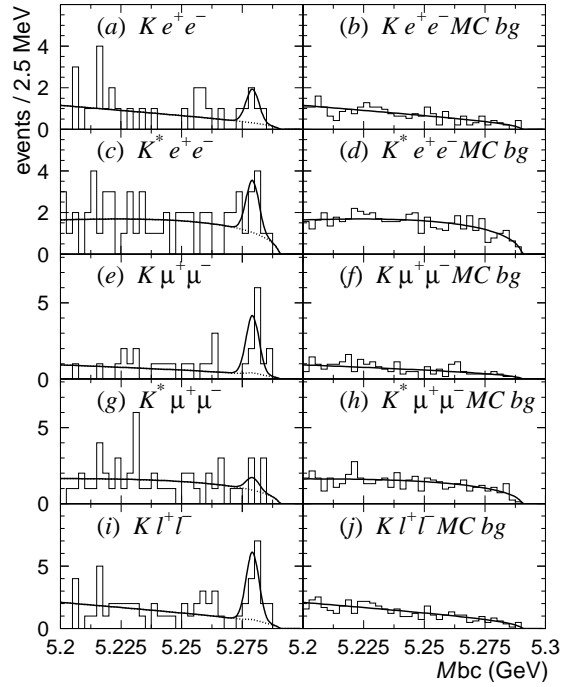 events / 2.5 MeV
(a) K e⁺e⁻
(b) K e⁺e⁻ MC bg
0 2 4
(c) K* e⁺e⁻
(d) K* e⁺e⁻ MC bg
0 2 4
(e) K μ⁺μ⁻
(f) K μ⁺μ⁻ MC bg
0 5
(g) K* μ⁺μ⁻
(h) K* μ⁺μ⁻ MC bg
0 5
(i) K l⁺l⁻
(j) K l⁺l⁻ MC bg
0 5
5.2 5.225 5.25 5.275 5.2 5.225 5.25 5.275 5.3
Mbc (GeV)